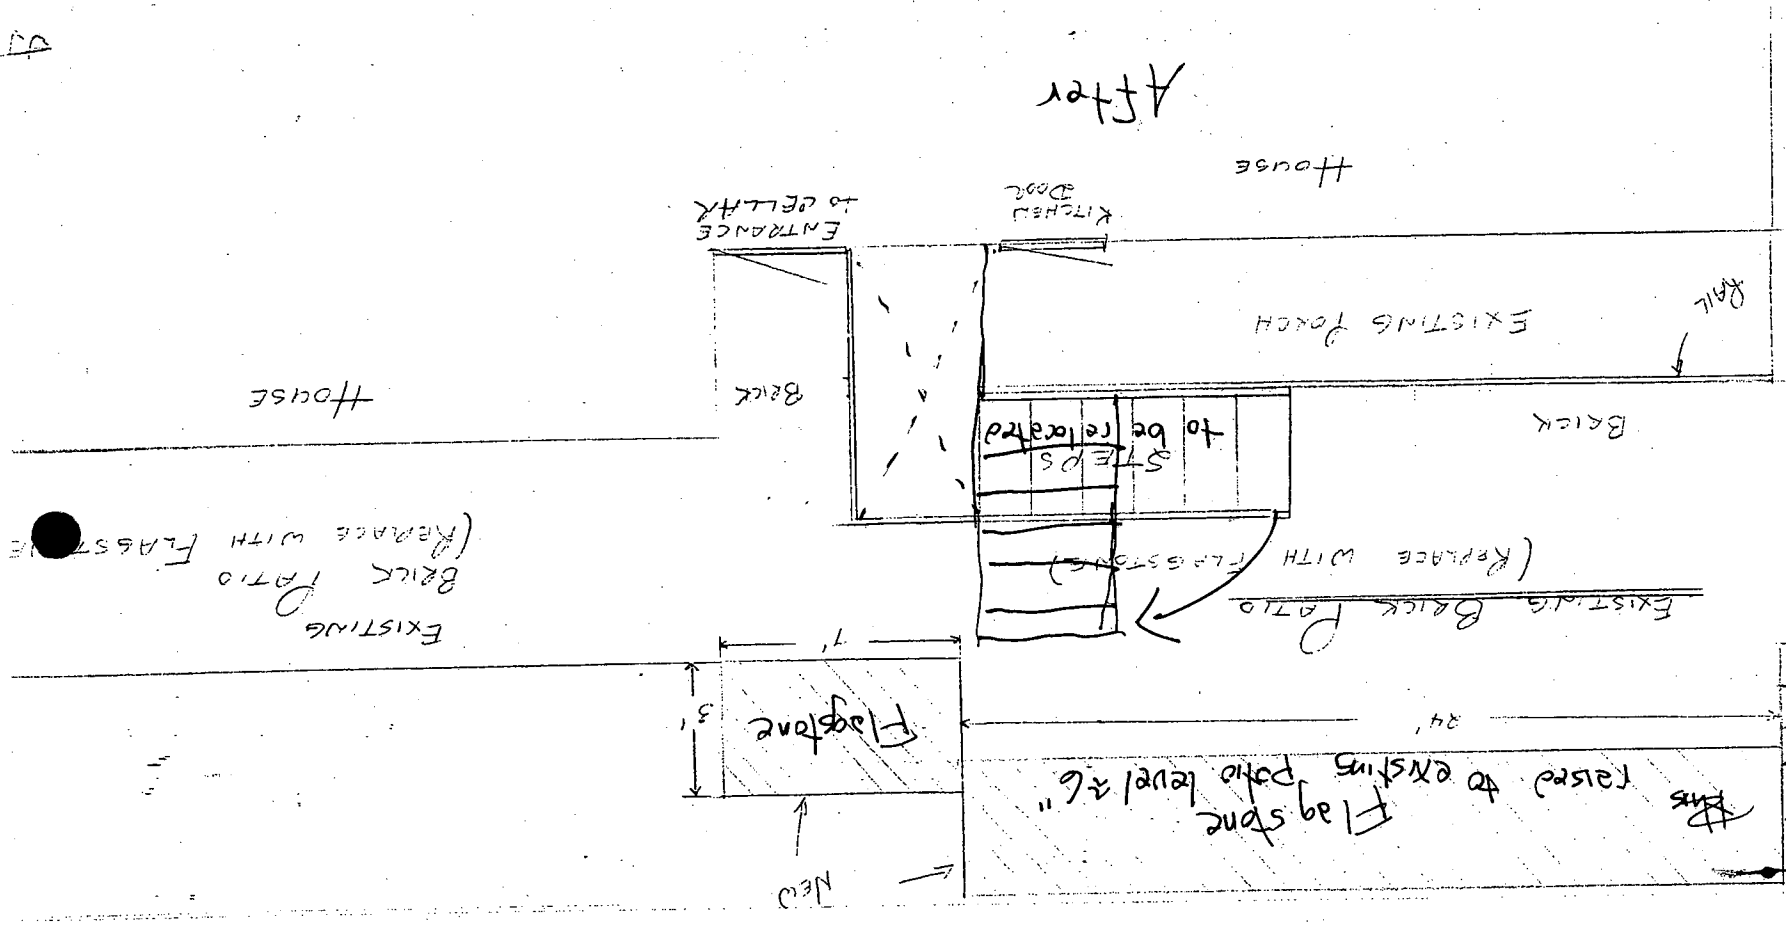 NEW
Flagstone
raised to existing patio level ≈ 6"
24'
Flagstone
3'
7'
EXISTING BRICK PATIO
(REPLACE WITH FLAGSTONE)
EXISTING
BRICK PATIO
(REPLACE WITH FLAGSTONE
STEPS
to be relocated
BRICK
BRICK
HOUSE
RAIL
EXISTING PORCH
KITCHEN
DOOR
ENTRANCE
TO CELLAR
HOUSE
After